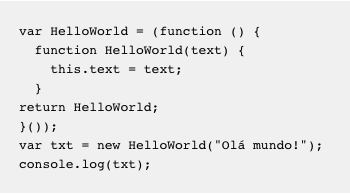 var HelloWorld = (function () {
  function HelloWorld(text) {
    this.text = text;
  }
return HelloWorld;
}());
var txt = new HelloWorld("Olá mundo!");
console.log(txt);